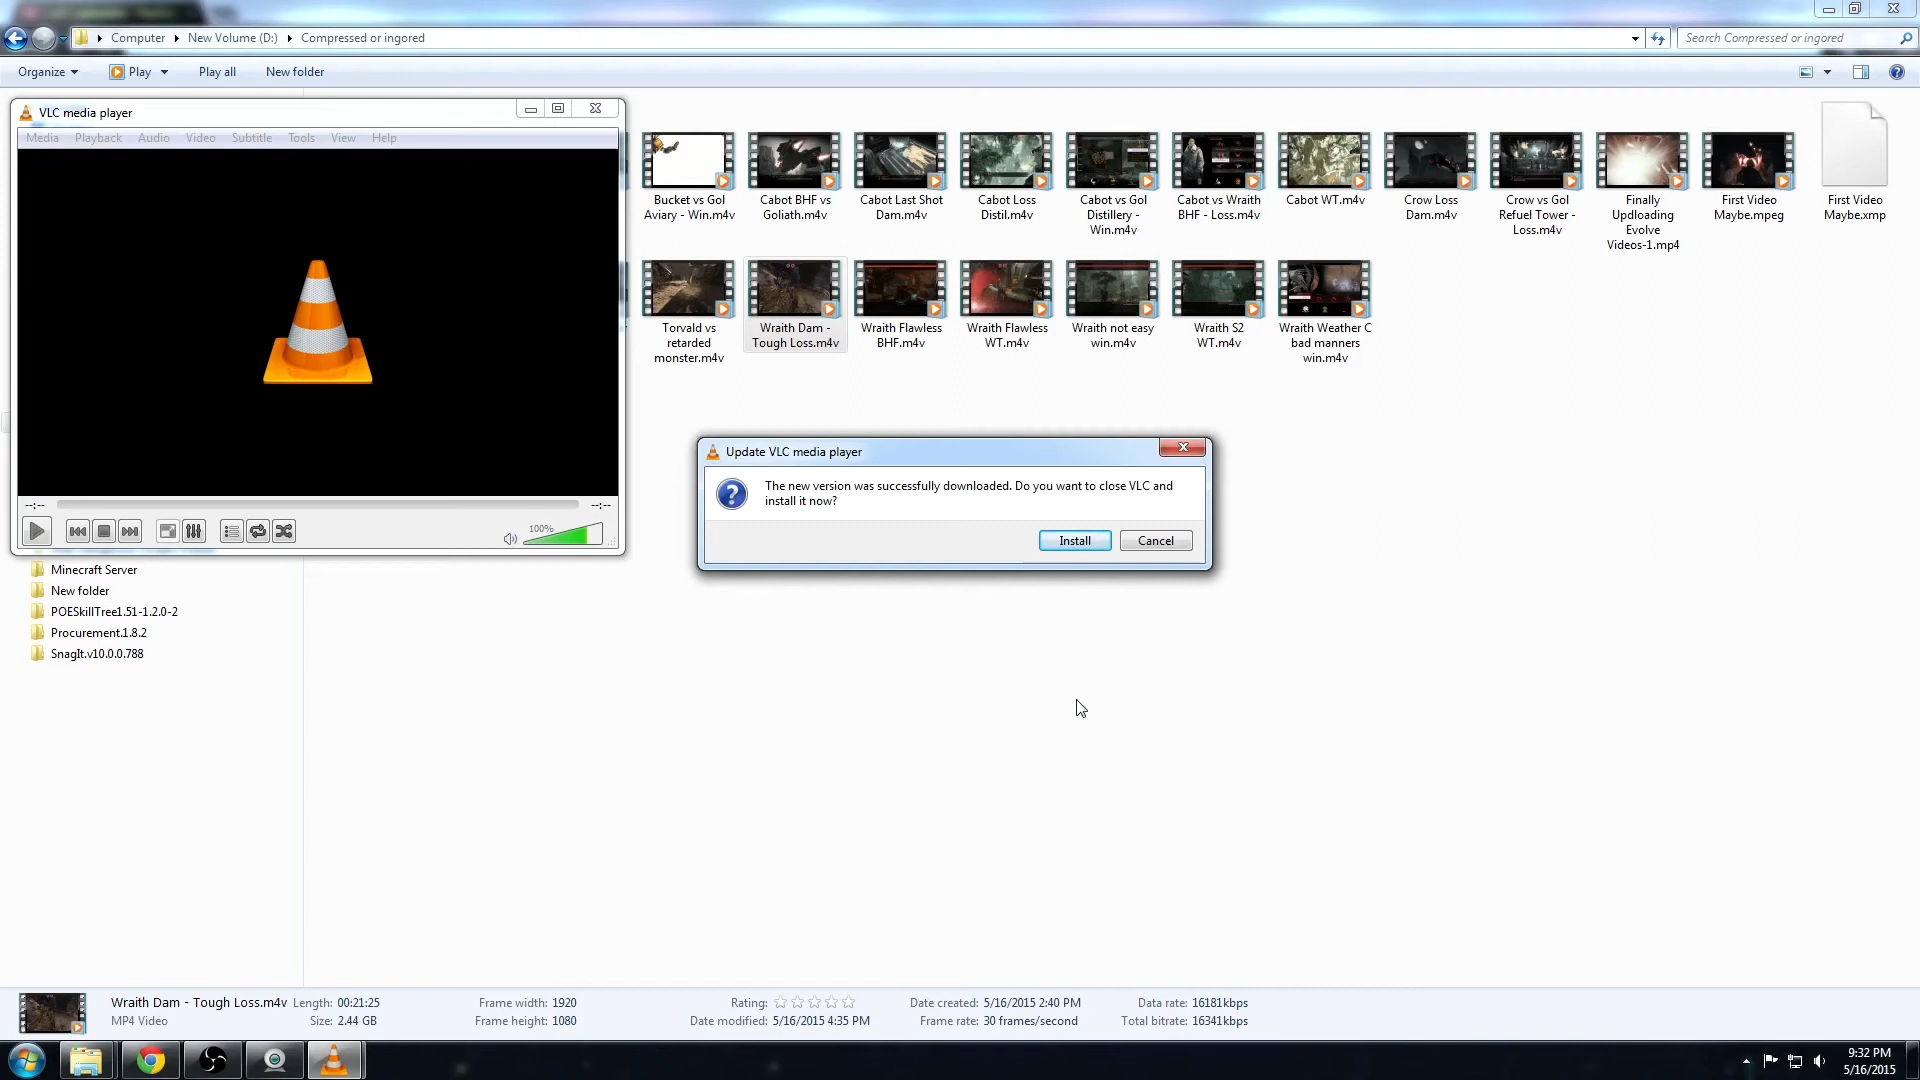 Computer New Volume (D:) Compressed or ingored
Search Compressed or ingored
Organize Play Play all New folder
VLC media player
Media Playback Audio Video Subtitle Tools View Help
Bucket vs Gol
Aviary - Win.m4v
Cabot BHF vs
Goliath.m4v
Cabot Last Shot
Dam.m4v
Cabot Loss
Distil.m4v
Cabot vs Gol
Distillery -
Win.m4v
Cabot vs Wraith
BHF - Loss.m4v
Cabot WT.m4v
Crow Loss
Dam.m4v
Crow vs Gol
Refuel Tower -
Loss.m4v
Finally
Updloading
Evolve
Videos-1.mp4
First Video
Maybe.mpeg
First Video
Maybe.xmp
Torvald vs
retarded
monster.m4v
Wraith Dam -
Tough Loss.m4v
Wraith Flawless
BHF.m4v
Wraith Flawless
WT.m4v
Wraith not easy
win.m4v
Wraith S2
WT.m4v
Wraith Weather C
bad manners
win.m4v
Update VLC media player
The new version was successfully downloaded. Do you want to close VLC and
install it now?
Install Cancel
--:-- --:--
100%
Minecraft Server
New folder
POESkillTree1.51-1.2.0-2
Procurement.1.8.2
SnagIt.v10.0.0.788
Wraith Dam - Tough Loss.m4v Length: 00:21:25 Frame width: 1920 Rating: Date created: 5/16/2015 2:40 PM Data rate: 16181kbps
MP4 Video Size: 2.44 GB Frame height: 1080 Date modified: 5/16/2015 4:35 PM Frame rate: 30 frames/second Total bitrate: 16341kbps
9:32 PM
5/16/2015